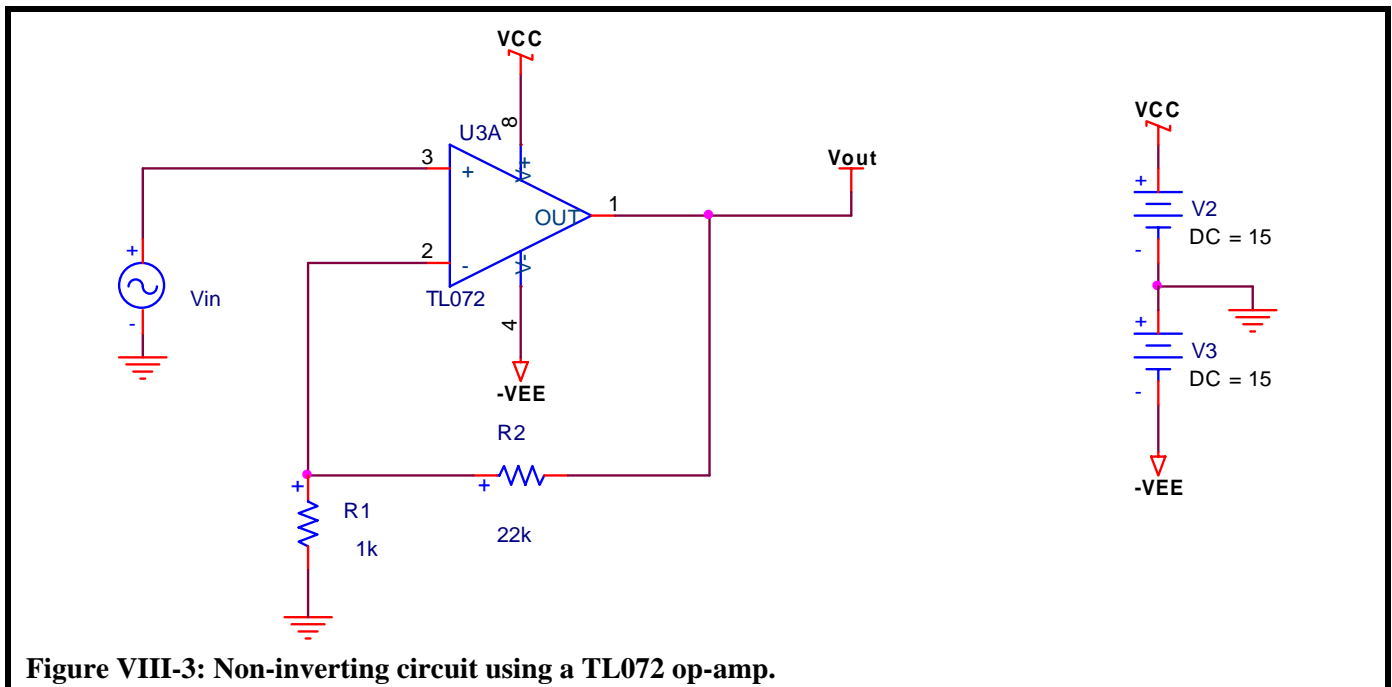 VCC
U3A
8
V+
3
+
Vout
1
OUT
2
-
V-
TL072
4
-VEE
+
Vin
-
R2
+
22k
+
R1
1k
VCC
+
V2
DC = 15
-
+
V3
DC = 15
-
-VEE
Figure VIII-3: Non-inverting circuit using a TL072 op-amp.